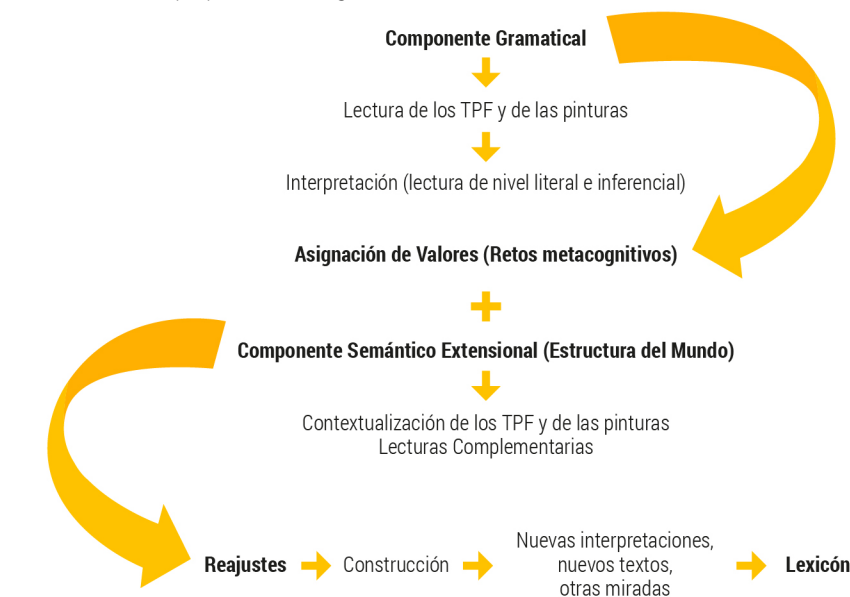 Componente Gramatical
Lectura de los TPF y de las pinturas
Interpretación (lectura de nivel literal e inferencial)
Asignación de Valores (Retos metacognitivos)
Componente Semántico Extensional (Estructura del Mundo)
Contextualización de los TPF y de las pinturas
Lecturas Complementarias
Reajustes
Construcción
Nuevas interpretaciones,
nuevos textos,
otras miradas
Lexicón